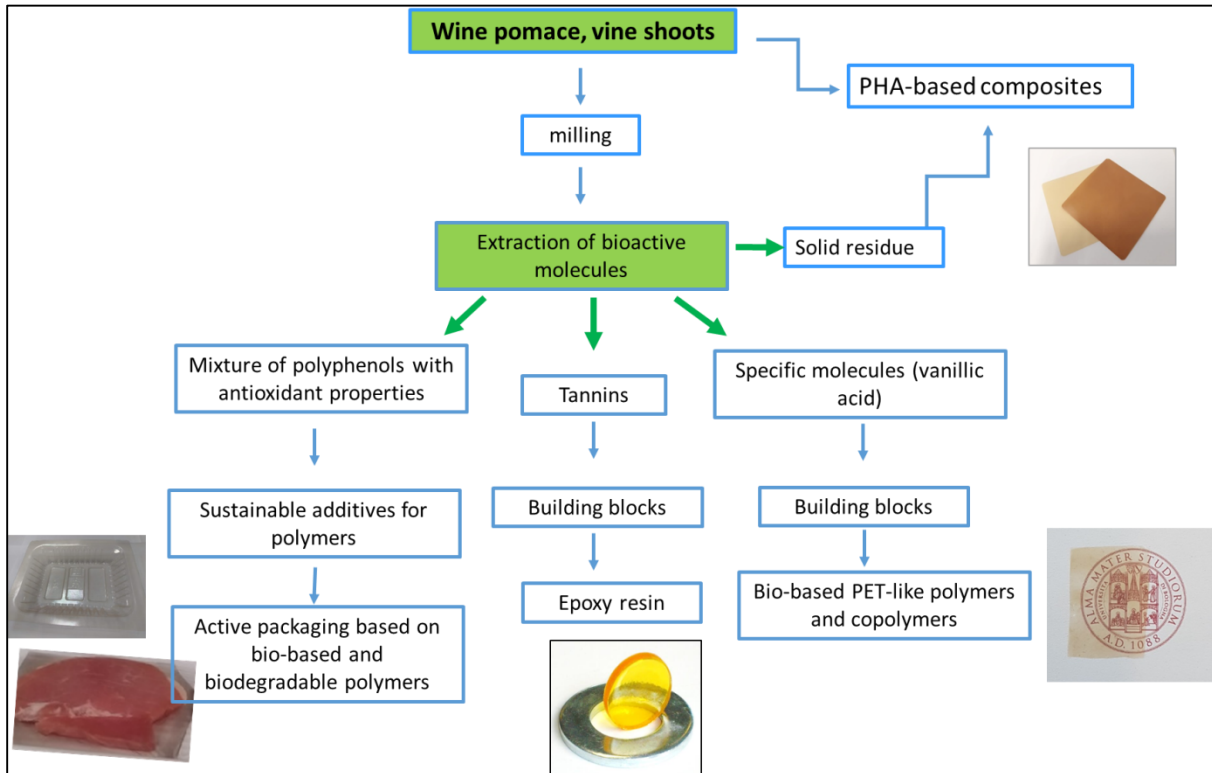 Wine pomace, vine shoots
PHA-based composites
milling
Extraction of bioactive
molecules
Solid residue
Mixture of polyphenols with
antioxidant properties
Tannins
Specific molecules (vanillic
acid)
Sustainable additives for
polymers
Building blocks
Building blocks
Epoxy resin
Bio-based PET-like polymers
and copolymers
Active packaging based on
bio-based and
biodegradable polymers
ALMA MATER STUDIORUM
A.D. 1088